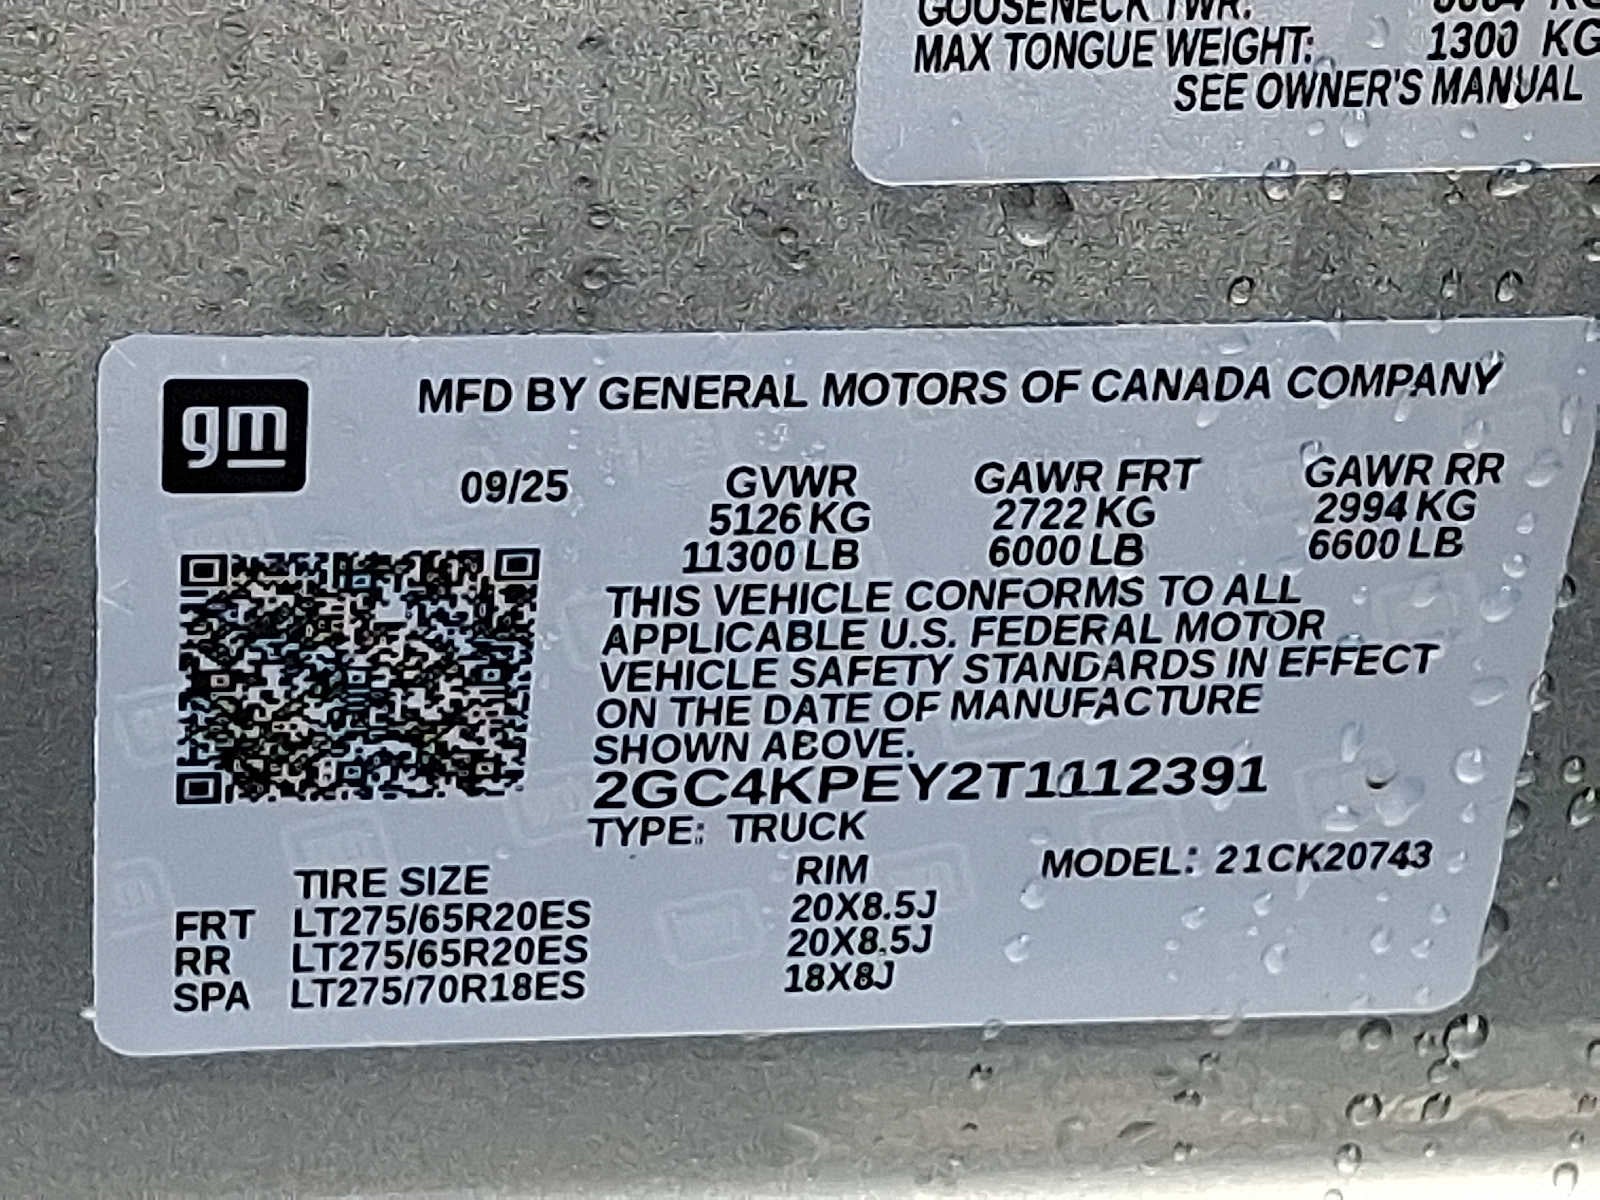 GOOSENECK TWR:
MAX TONGUE WEIGHT: 1300 KG
SEE OWNER'S MANUAL
gm
MFD BY GENERAL MOTORS OF CANADA COMPANY
09/25 GVWR GAWR FRT GAWR RR
5126 KG 2722 KG 2994 KG
11300 LB 6000 LB 6600 LB
THIS VEHICLE CONFORMS TO ALL
APPLICABLE U.S. FEDERAL MOTOR
VEHICLE SAFETY STANDARDS IN EFFECT
ON THE DATE OF MANUFACTURE
SHOWN ABOVE.
2GC4KPEY2T1112391
TYPE: TRUCK
MODEL: 21CK20743
TIRE SIZE RIM
FRT LT275/65R20ES 20X8.5J
RR LT275/65R20ES 20X8.5J
SPA LT275/70R18ES 18X8J